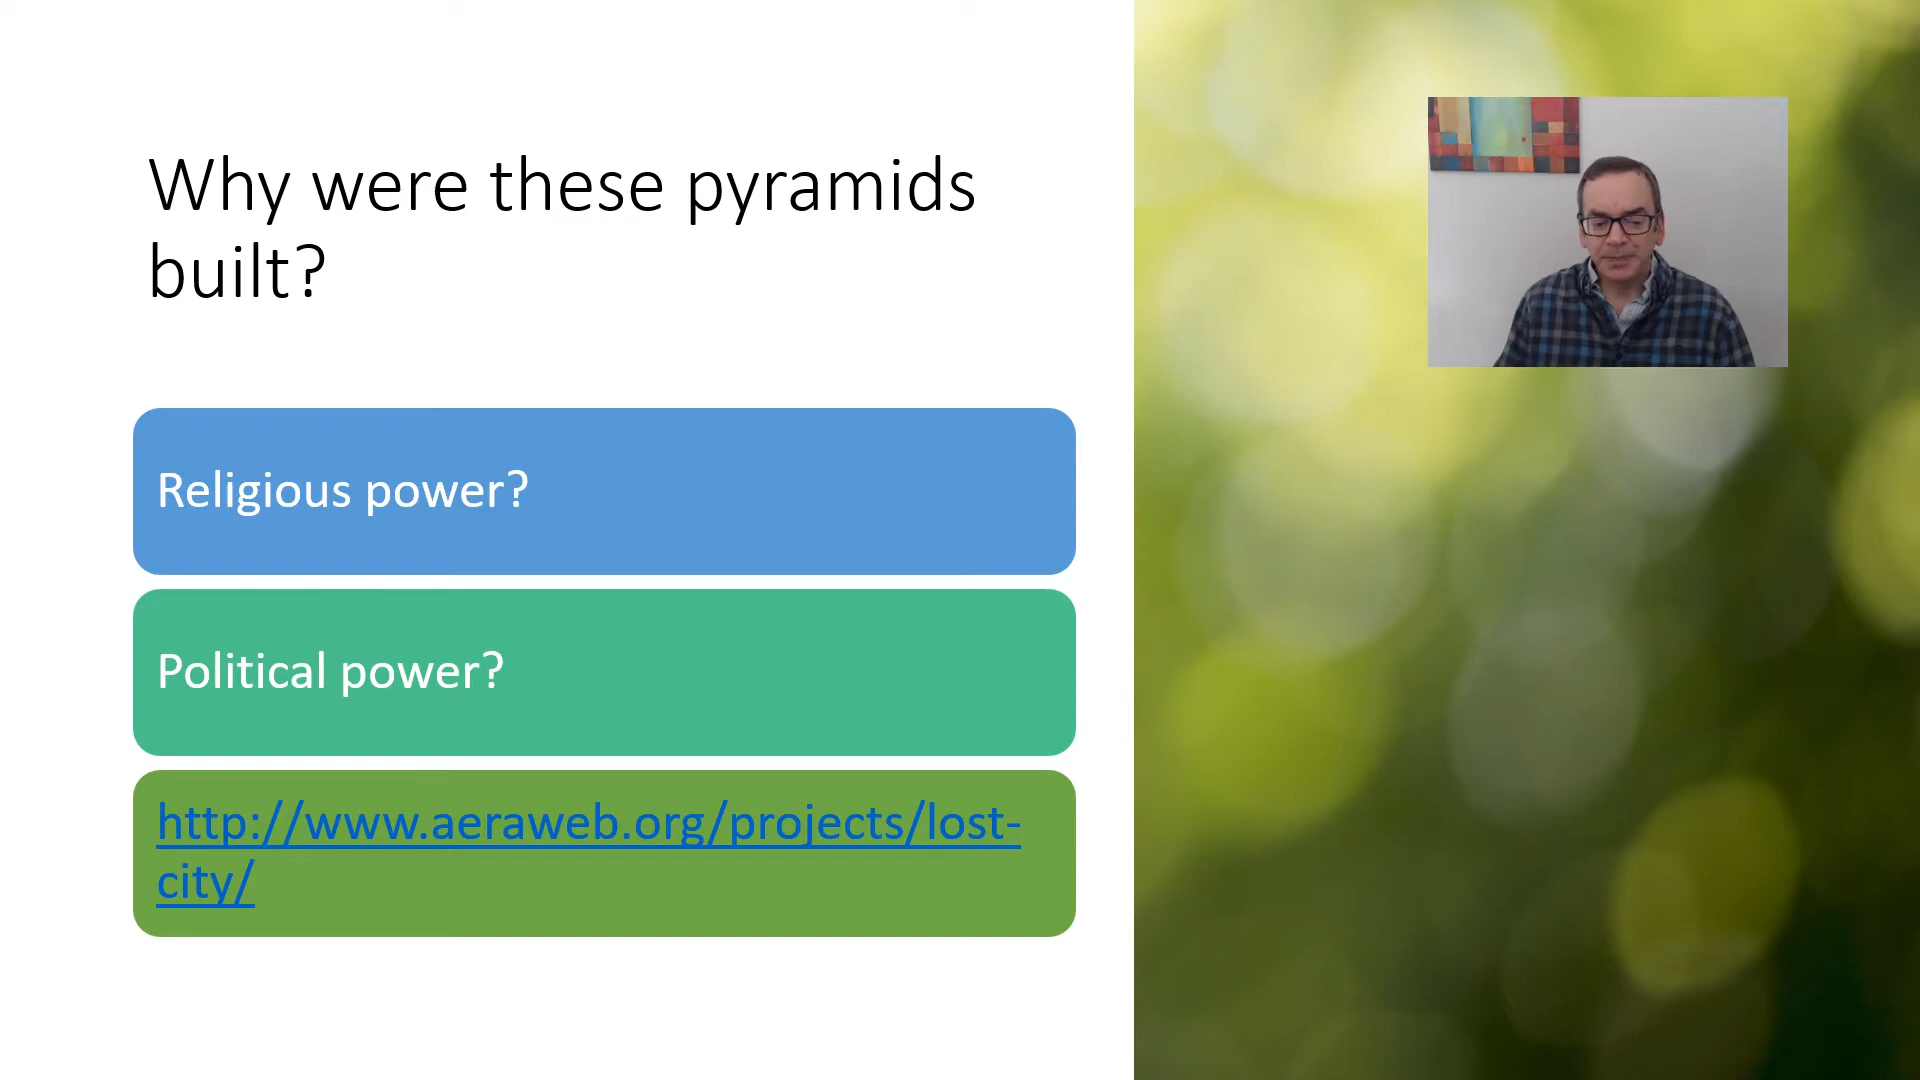 Why were these pyramids
built?
Religious power?
Political power?
http://www.aeraweb.org/projects/lost-
city/